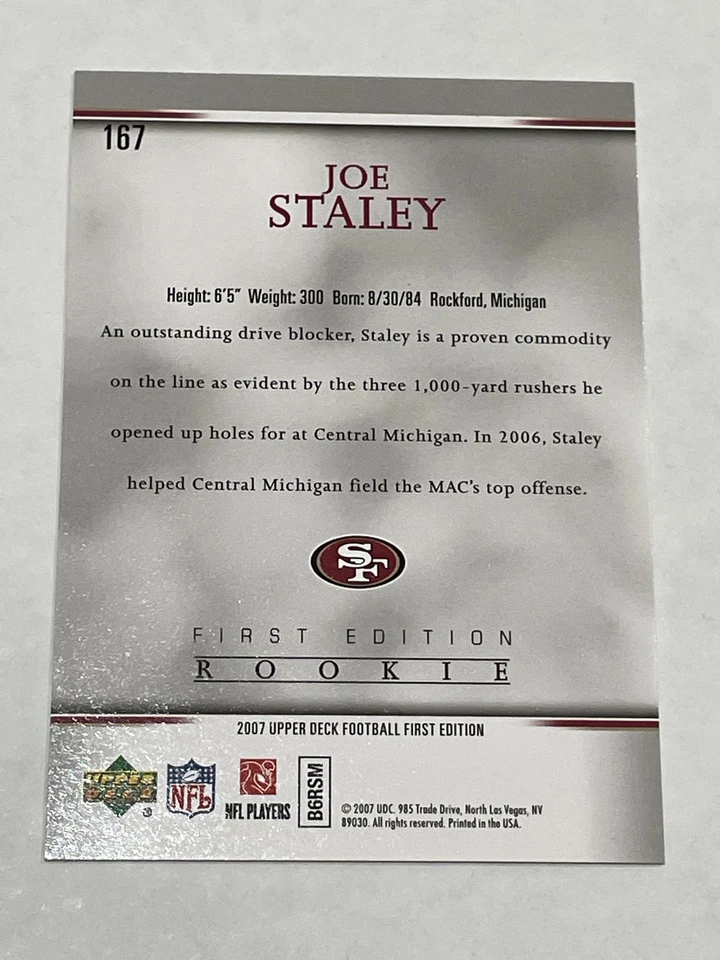 167
JOE
STALEY
Height: 6'5" Weight: 300 Born: 8/30/84 Rockford, Michigan
An outstanding drive blocker, Staley is a proven commodity
on the line as evident by the three 1,000-yard rushers he
opened up holes for at Central Michigan. In 2006, Staley
helped Central Michigan field the MAC's top offense.
SF
FIRST EDITION
ROOKIE
2007 UPPER DECK FOOTBALL FIRST EDITION
UPPER DECK ®
NFL
NFL PLAYERS
B6RSM
© 2007 UDC. 985 Trade Drive, North Las Vegas, NV
89030. All rights reserved. Printed in the USA.